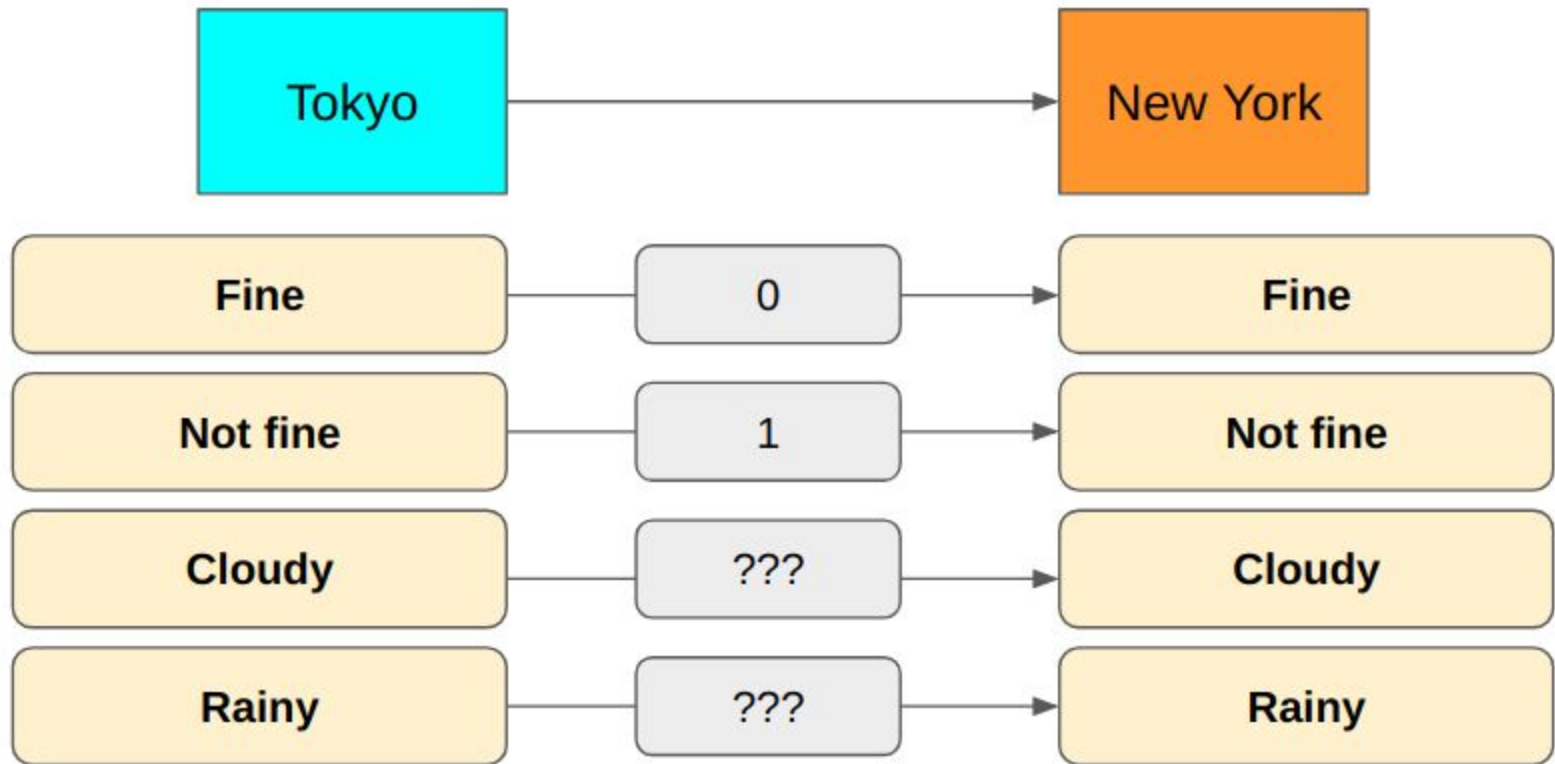 Tokyo
New York
Fine
0
Fine
Not fine
1
Not fine
Cloudy
???
Cloudy
Rainy
???
Rainy